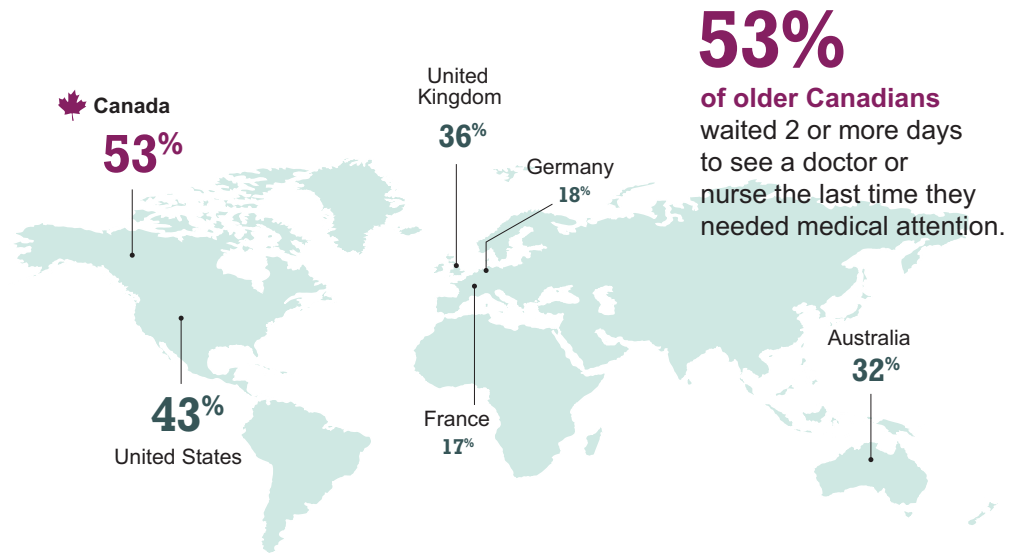 53%
of older Canadians
waited 2 or more days
to see a doctor or
nurse the last time they
needed medical attention.
Canada
53%
United
Kingdom
36%
Germany
18%
Australia
32%
43%
United States
France
17%